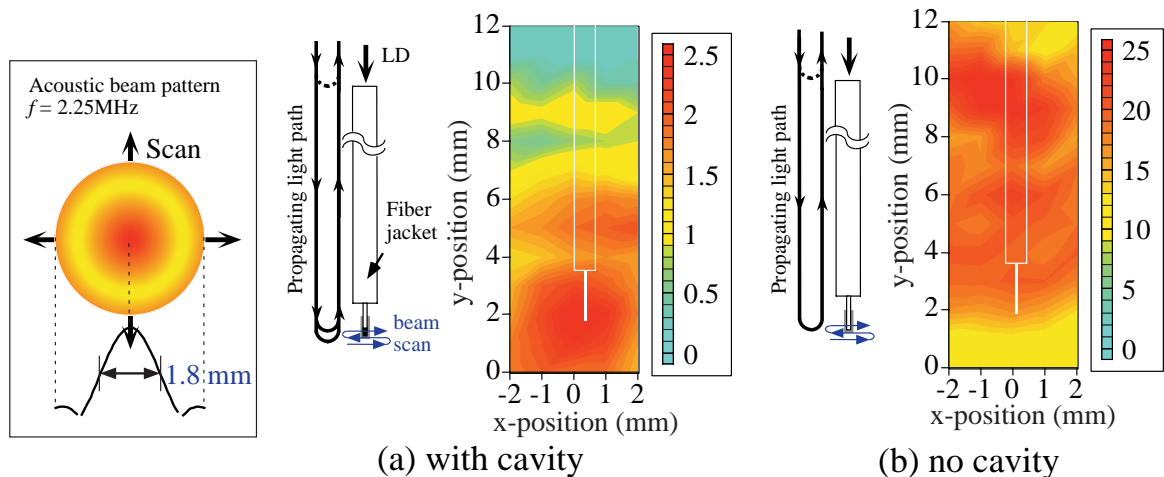 Acoustic beam pattern
f = 2.25MHz
Scan
1.8 mm
Propagating light path
LD
Fiber
jacket
beam
scan
y-position (mm)
12
10
8
6
4
2
0
-2 -1 0 1 2
x-position (mm)
2.5
2
1.5
1
0.5
0
(a) with cavity
Propagating light path
y-position (mm)
12
10
8
6
4
2
0
-2 -1 0 1 2
x-position (mm)
25
20
15
10
5
0
(b) no cavity